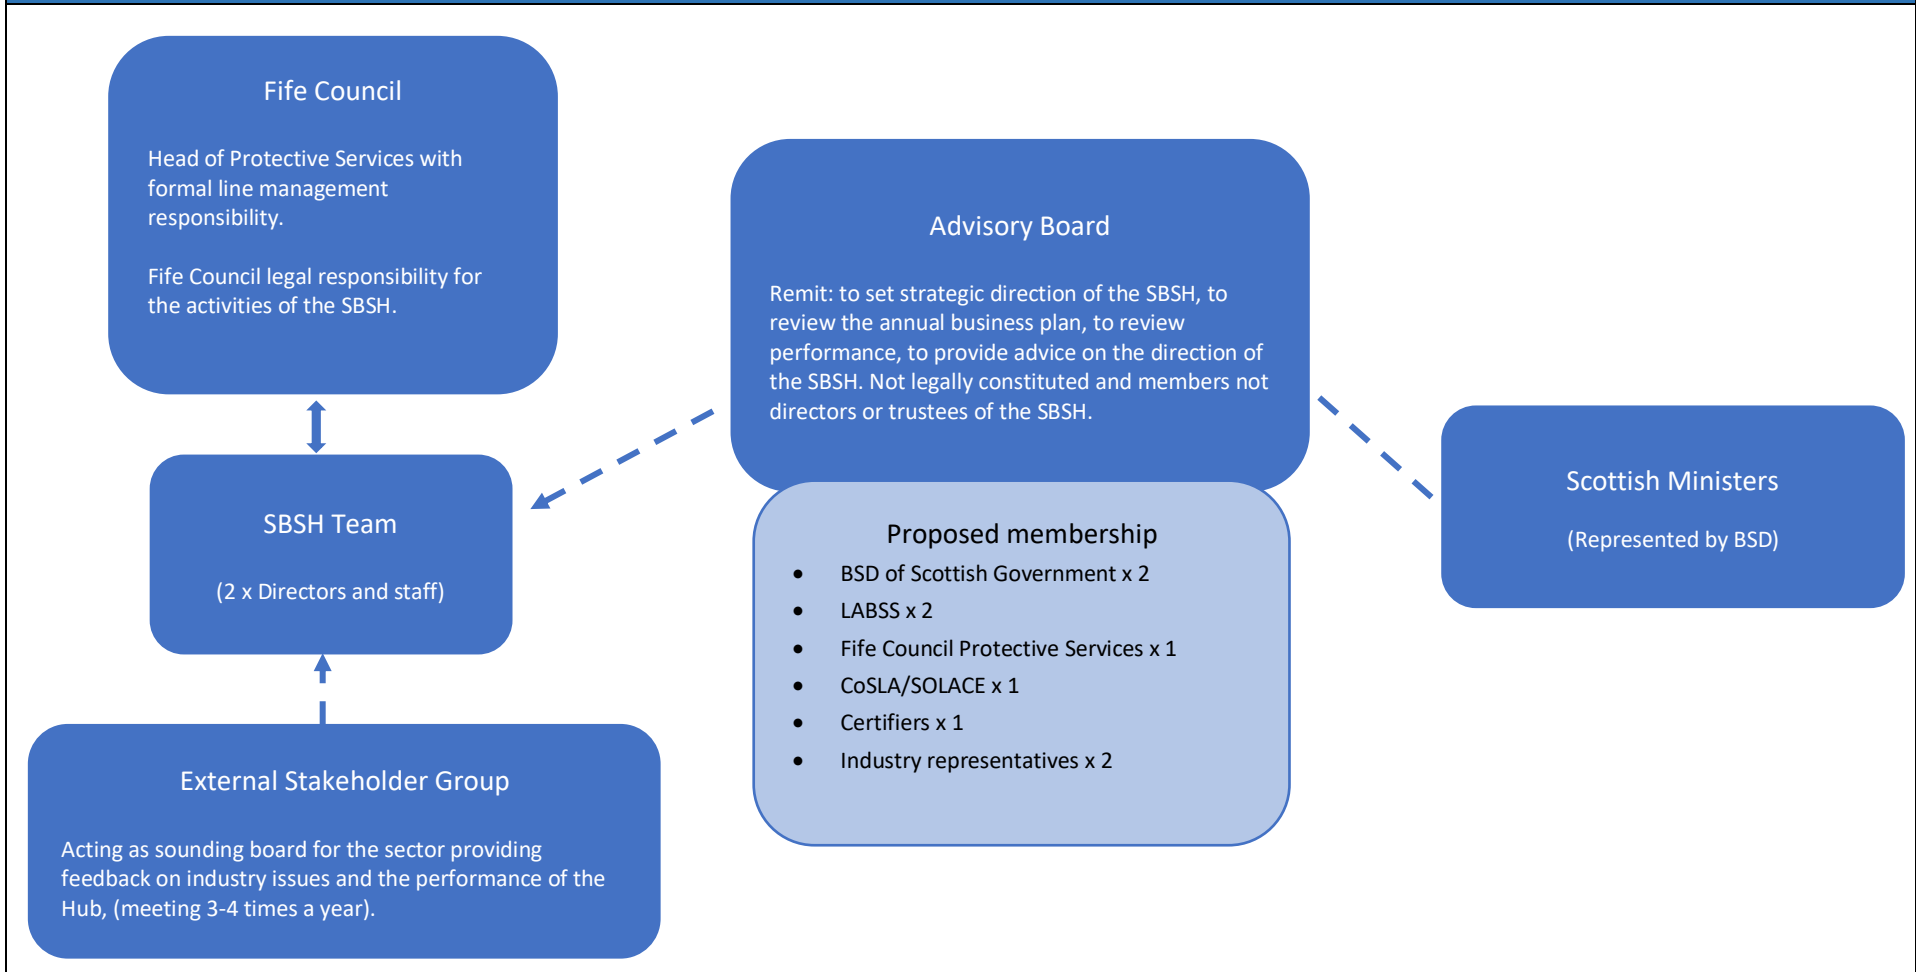 Fife Council
Head of Protective Services with
formal line management
responsibility.
Fife Council legal responsibility for
the activities of the SBSH.
Advisory Board
Remit: to set strategic direction of the SBSH, to
review the annual business plan, to review
performance, to provide advice on the direction of
the SBSH. Not legally constituted and members not
directors or trustees of the SBSH.
Scottish Ministers
(Represented by BSD)
SBSH Team
(2 x Directors and staff)
Proposed membership
• BSD of Scottish Government x 2
• LABSS x 2
• Fife Council Protective Services x 1
• CoSLA/SOLACE x 1
• Certifiers x 1
• Industry representatives x 2
External Stakeholder Group
Acting as sounding board for the sector providing
feedback on industry issues and the performance of the
Hub, (meeting 3-4 times a year).